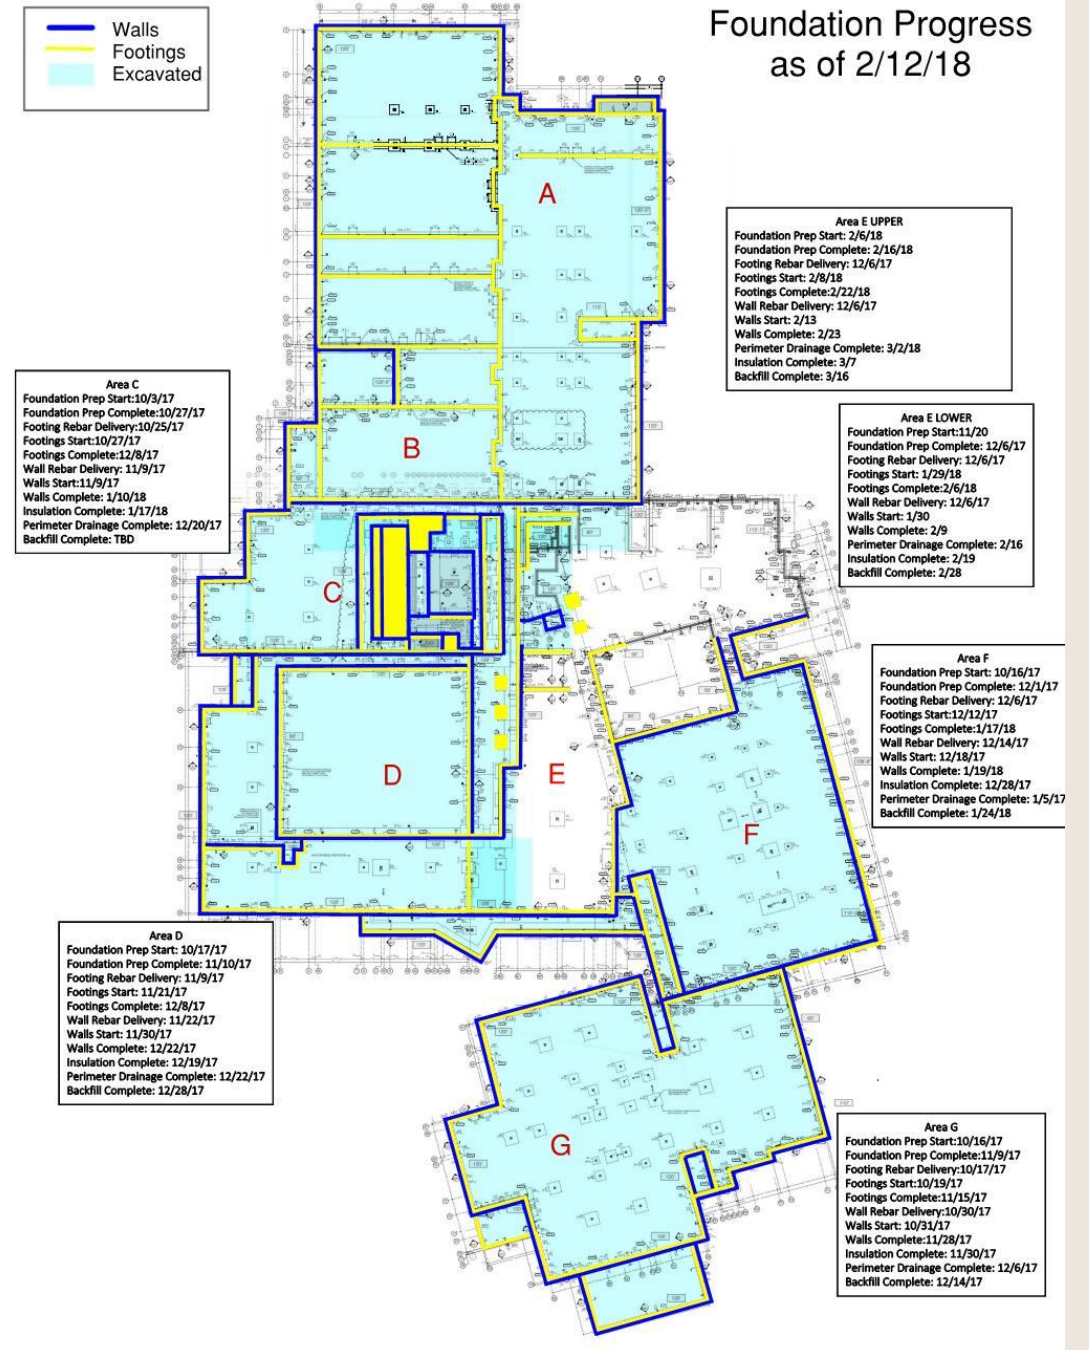 Walls
Footings
Excavated
Foundation Progress
as of 2/12/18
A
Area E UPPER
Foundation Prep Start: 2/6/18
Foundation Prep Complete: 2/16/18
Footing Rebar Delivery: 12/6/17
Footings Start: 2/8/18
Footings Complete:2/22/18
Wall Rebar Delivery: 12/6/17
Walls Start: 2/13
Walls Complete: 2/23
Perimeter Drainage Complete: 3/2/18
Insulation Complete: 3/7
Backfill Complete: 3/16
Area C
Foundation Prep Start:10/3/17
Foundation Prep Complete:10/27/17
Footing Rebar Delivery:10/25/17
Footings Start:10/27/17
Footings Complete:12/8/17
Wall Rebar Delivery: 11/9/17
Walls Start:11/9/17
Walls Complete: 1/10/18
Insulation Complete: 1/17/18
Perimeter Drainage Complete: 12/20/17
Backfill Complete: TBD
B
Area E LOWER
Foundation Prep Start:11/20
Foundation Prep Complete: 12/6/17
Footing Rebar Delivery: 12/6/17
Footings Start: 1/29/18
Footings Complete:2/6/18
Wall Rebar Delivery: 12/6/17
Walls Start: 1/30
Walls Complete: 2/9
Perimeter Drainage Complete: 2/16
Insulation Complete: 2/19
Backfill Complete: 2/28
C
Area F
Foundation Prep Start: 10/16/17
Foundation Prep Complete: 12/1/17
Footing Rebar Delivery: 12/6/17
Footings Start:12/12/17
Footings Complete:1/17/18
Wall Rebar Delivery: 12/14/17
Walls Start: 12/18/17
Walls Complete: 1/19/18
Insulation Complete: 12/28/17
Perimeter Drainage Complete: 1/5/17
Backfill Complete: 1/24/18
D
E
F
Area D
Foundation Prep Start: 10/17/17
Foundation Prep Complete: 11/10/17
Footing Rebar Delivery: 11/9/17
Footings Start: 11/21/17
Footings Complete: 12/8/17
Wall Rebar Delivery: 11/22/17
Walls Start: 11/30/17
Walls Complete: 12/22/17
Insulation Complete: 12/19/17
Perimeter Drainage Complete: 12/22/17
Backfill Complete: 12/28/17
G
Area G
Foundation Prep Start:10/16/17
Foundation Prep Complete:11/9/17
Footing Rebar Delivery:10/17/17
Footings Start:10/19/17
Footings Complete:11/15/17
Wall Rebar Delivery:10/30/17
Walls Start: 10/31/17
Walls Complete:11/28/17
Insulation Complete: 11/30/17
Perimeter Drainage Complete: 12/6/17
Backfill Complete: 12/14/17